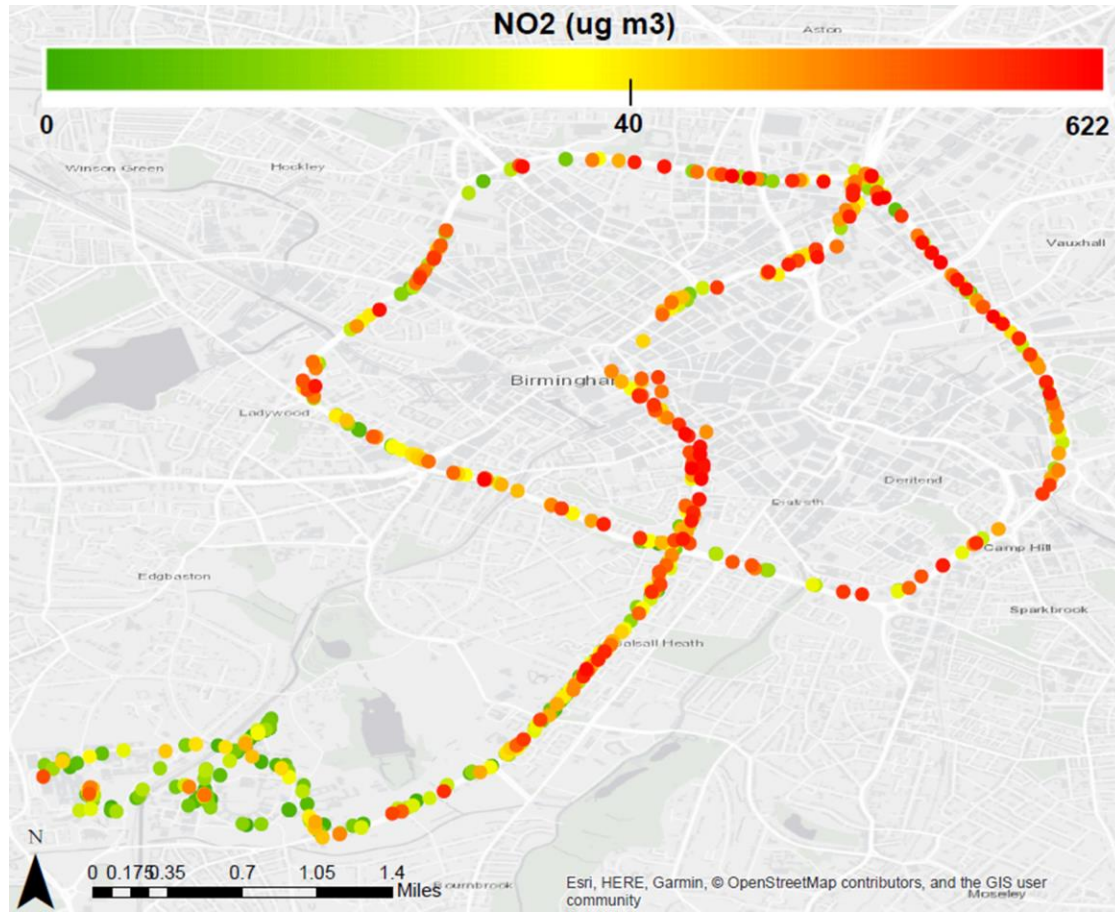 NO2 (ug m3)
Aston
0
40
622
Winson Green
Hockley
Vauxhall
Birmingham
Ladywood
Deritend
Camp Hill
Edgbaston
Sparkbrook
Balsall Heath
N
0 0.175 0.35 0.7 1.05 1.4
Miles
Bournbrook
Esri, HERE, Garmin, © OpenStreetMap contributors, and the GIS user
community
Moseley